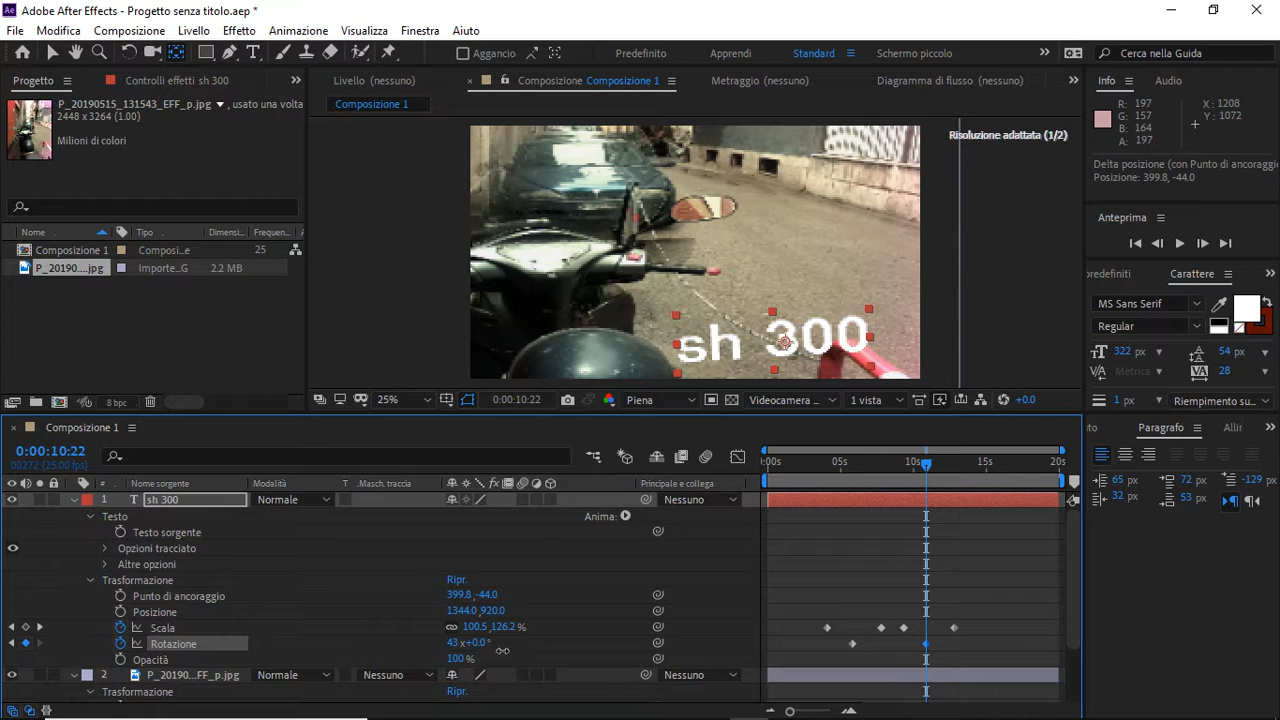 Ae Adobe After Effects - Progetto senza titolo.aep *
File Modifica Composizione Livello Effetto Animazione Visualizza Finestra Aiuto
T Aggancio Predefinito Apprendi Standard Schermo piccolo Cerca nella Guida
Progetto Controlli effetti sh 300
Livello (nessuno) Composizione Composizione 1 Metraggio (nessuno) Diagramma di flusso (nessuno)
Info Audio
P_20190515_131543_EFF_p.jpg , usato una volta
2448 x 3264 (1.00)
Milioni di colori
Composizione 1
Risoluzione adattata (1/2)
R: 197 X: 1208
G: 157 Y: 1072
B: 164
A: 197
Delta posizione (con Punto di ancoraggi
Posizione: 399.8, -44.0
Nome Tipo Dimensi... Frequen...
Composizione 1 Composi...e 25
P_20190....jpg Importe...G 2.2 MB
sh 300
Anteprima
redefiniti Carattere
MS Sans Serif
Regular
322 px 54 px
Metrica 28
1 px Riempimento su...
8 bpc
25% 0:00:10:22 Piena Videocamera ... 1 vista +0.0
Composizione 1
to Paragrafo Allir
0:00:10:22
00272 (25.00 fps)
:00s 05s 10s 15s 20s
# Nome sorgente Modalità T .Masch. traccia Principale e collega
1 T sh 300 Normale Nessuno
65 px 72 px -129 px
32 px 53 px
Testo Anima:
Testo sorgente
Opzioni tracciato
Altre opzioni
Trasformazione Ripr.
Punto di ancoraggio 399.8,-44.0
Posizione 1344.0,920.0
Scala 100.5,126.2 %
Rotazione 43 x+0.0 °
Opacità 100 %
2 P_20190...FF_p.jpg Normale Nessuno Nessuno
Trasformazione Ripr.